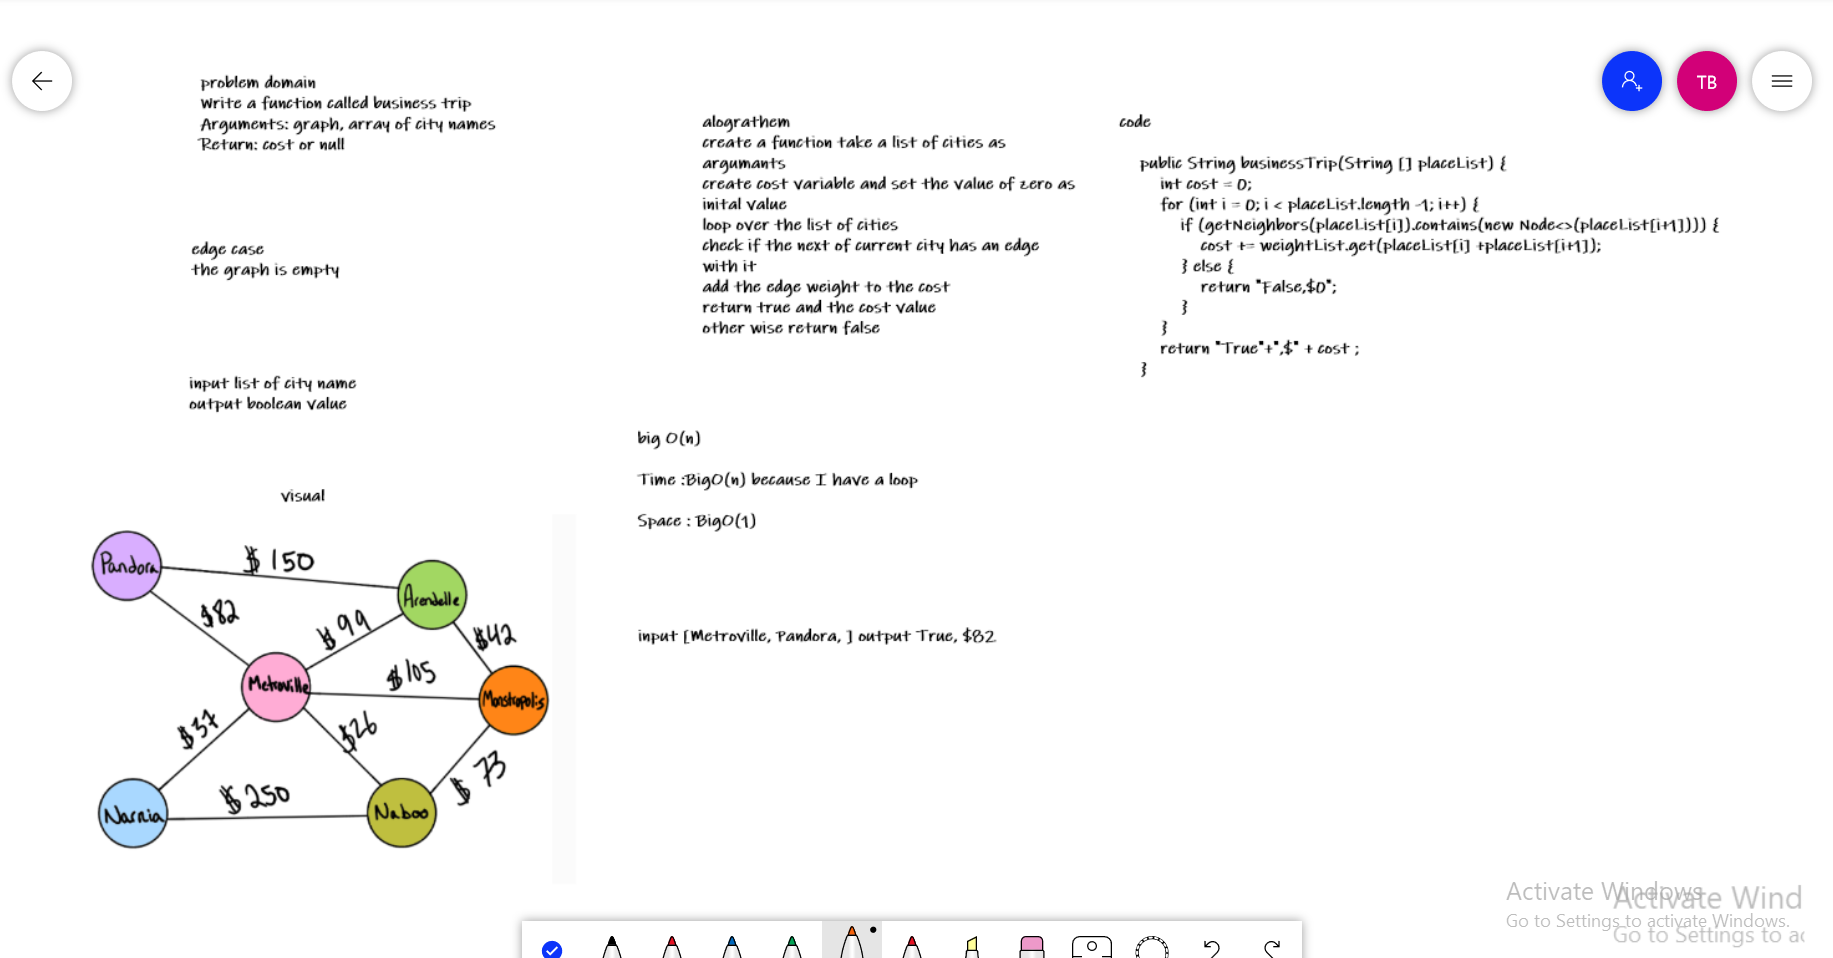 problem domain
Write a function called business trip
Arguments: graph, array of city names
Return: cost or null
edge case
the graph is empty
input list of city name
output boolean value
visual
Pandora
$150
Arendelle
$82
$99
$42
Metroville
$105
Monstropolis
$37
$26
$73
Narnia
$250
Naboo
alograthem
create a function take a list of cities as
argumants
create cost variable and set the value of zero as
inital value
loop over the list of cities
check if the next of current city has an edge
with it
add the edge weight to the cost
return true and the cost value
other wise return false
big O(n)
Time :BigO(n) because I have a loop
Space : BigO(1)
input [Metroville, Pandora, ] output True, $82
code
public String businessTrip(String [] placeList) {
int cost = 0;
for (int i = 0; i < placeList.length -1; i++) {
if (getNeighbors(placeList[i]).contains(new Node<>(placeList[i+1]))) {
cost += weightList.get(placeList[i] +placeList[i+1]);
} else {
return "False,$0";
}
}
return "True"+",$" + cost ;
}
TB
Activate Windows
Go to Settings to activate Windows.
Activate Wind
Go to Settings to ac